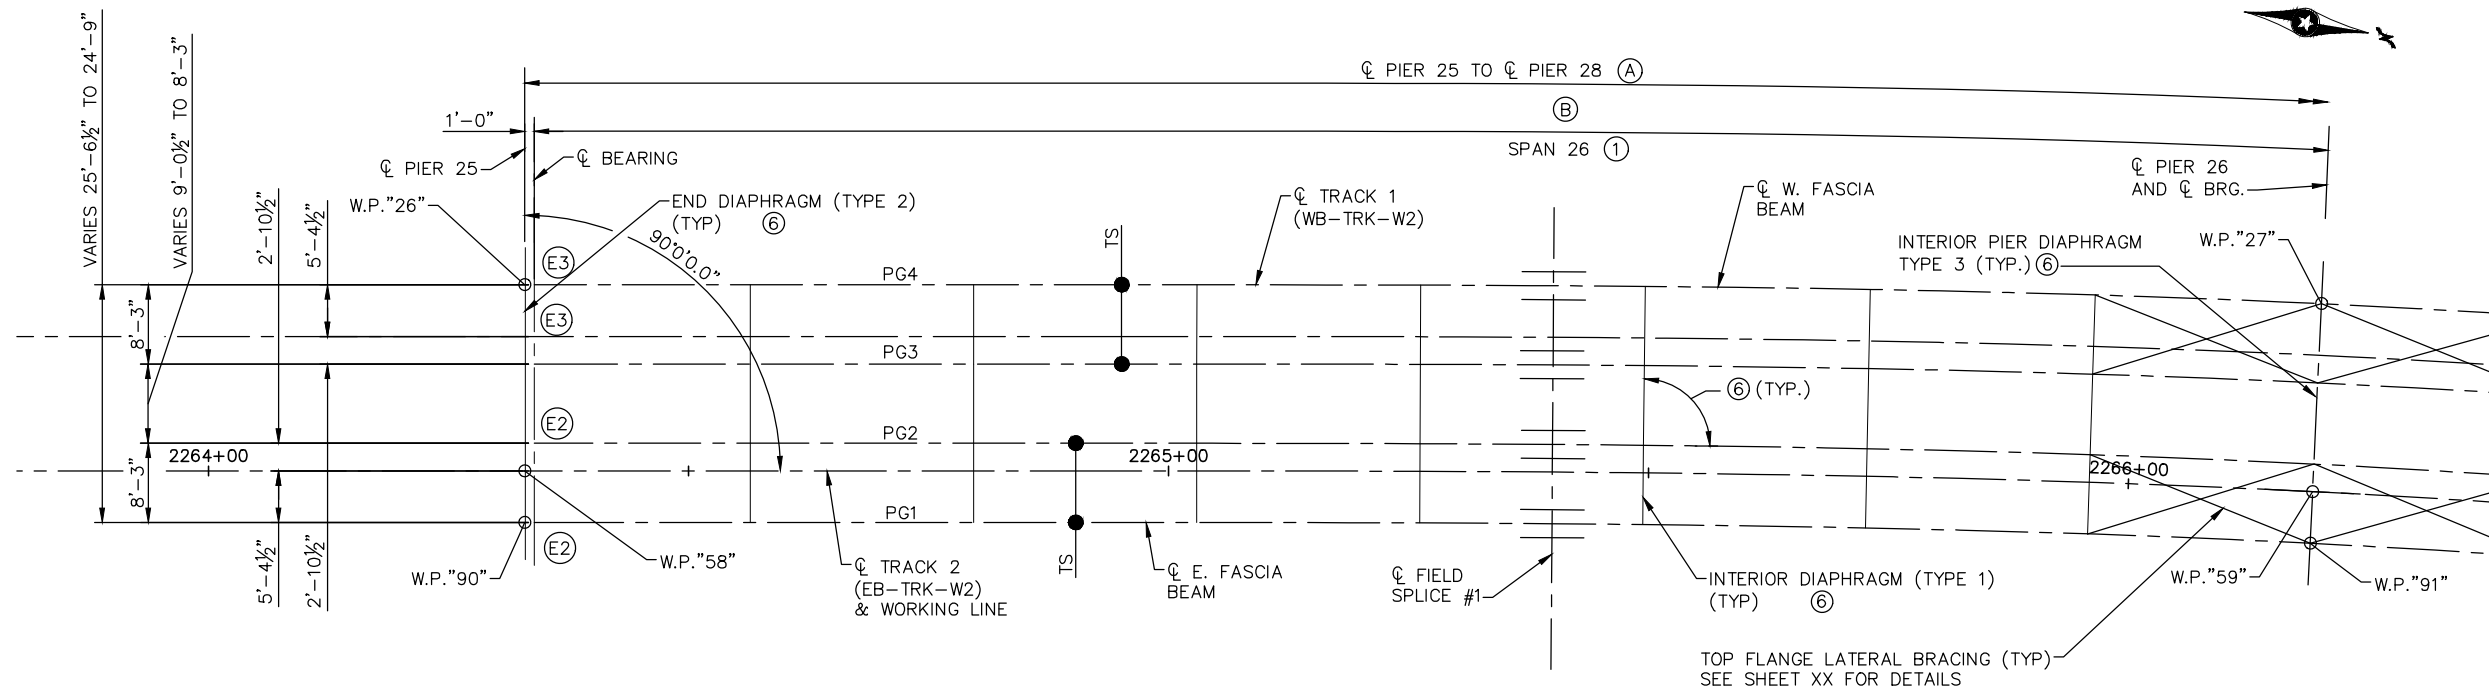 VARIES 25'-6½" TO 24'-9"
VARIES 9'-0½" TO 8'-3"
℄ PIER 25 TO ℄ PIER 28 Ⓐ
Ⓑ
1'-0"
SPAN 26 ①
℄ PIER 25
℄ BEARING
℄ PIER 26
AND ℄ BRG.
W.P."26"
END DIAPHRAGM (TYPE 2)
(TYP) ⑥
℄ TRACK 1
(WB-TRK-W2)
℄ W. FASCIA
BEAM
2'-10½"
5'-4½"
90°0'0.0"
TS
INTERIOR PIER DIAPHRAGM
TYPE 3 (TYP.) ⑥
W.P."27"
E3
PG4
8'-3"
E3
PG3
⑥ (TYP.)
E2
PG2
2264+00
2265+00
2266+00
8'-3"
PG1
5'-4½"
2'-10½"
E2
W.P."90"
W.P."58"
℄ TRACK 2
(EB-TRK-W2)
& WORKING LINE
TS
℄ E. FASCIA
BEAM
℄ FIELD
SPLICE #1
INTERIOR DIAPHRAGM (TYPE 1)
(TYP) ⑥
W.P."59"
W.P."91"
TOP FLANGE LATERAL BRACING (TYP)
SEE SHEET XX FOR DETAILS
N